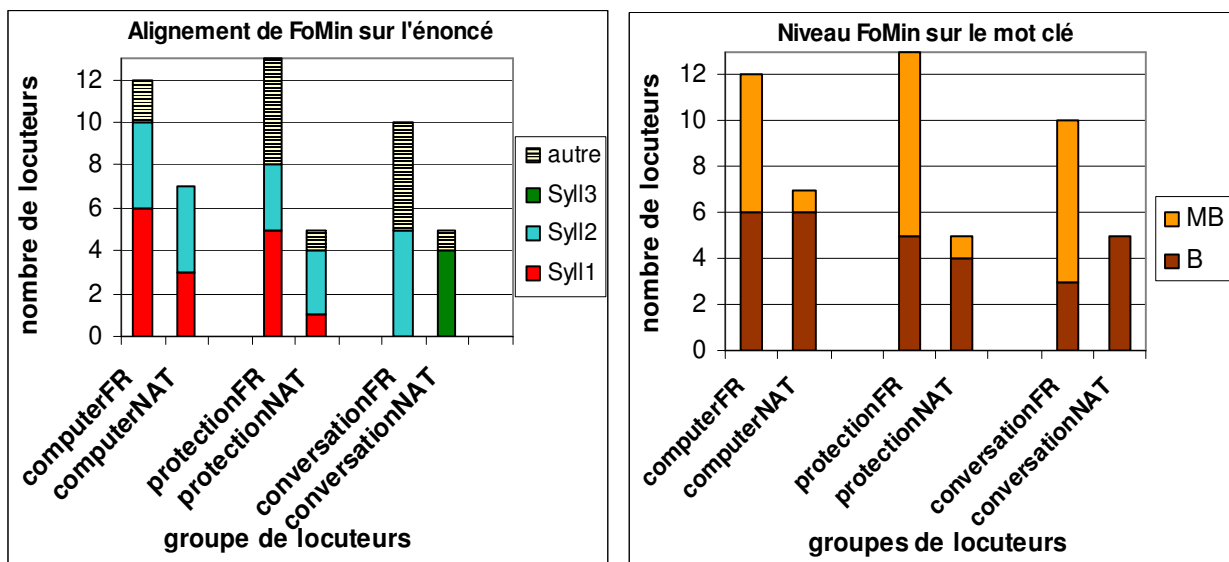 Alignement de FoMin sur l'énoncé
nombre de locuteurs
12
10
8
6
4
2
0
autre
Syll3
Syll2
Syll1
computerFR
computerNAT
protectionFR
protectionNAT
conversationFR
conversationNAT
groupe de locuteurs
Niveau FoMin sur le mot clé
nombre de locuteurs
12
10
8
6
4
2
0
MB
B
computerFR
computerNAT
protectionFR
protectionNAT
conversationFR
conversationNAT
groupes de locuteurs